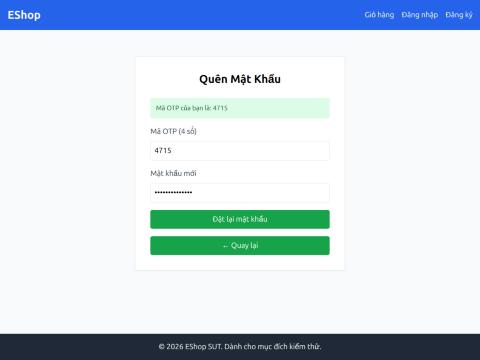 EShop
Giỏ hàng Đăng nhập Đăng ký
Quên Mật Khẩu
Mã OTP của bạn là: 4715
Mã OTP (4 số)
4715
Mật khẩu mới
••••••••••••••
Đặt lại mật khẩu
← Quay lại
© 2026 EShop SUT. Dành cho mục đích kiểm thử.